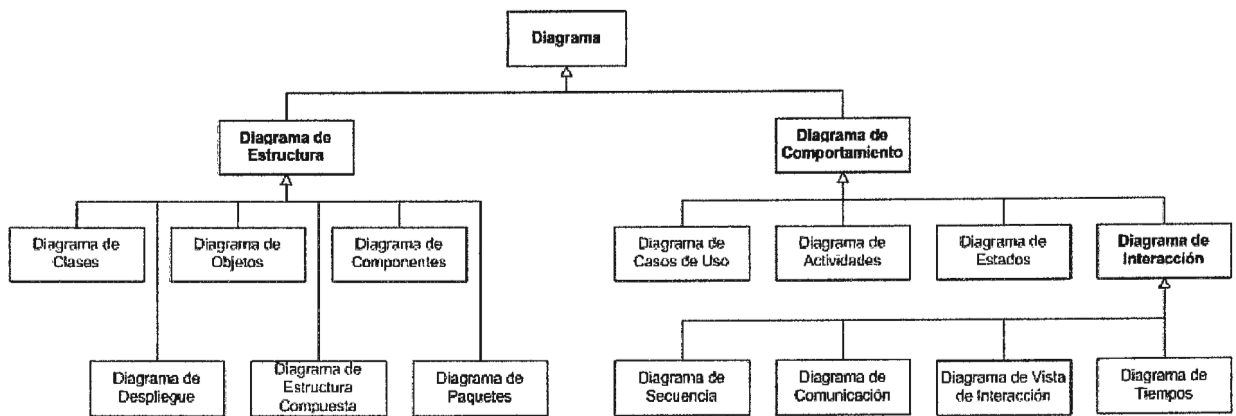 Diagrama
Diagrama de
Estructura
Diagrama de
Comportamiento
Diagrama de
Clases
Diagrama de
Objetos
Diagrama de
Componentes
Diagrama de
Casos de Uso
Diagrama de
Actividades
Diagrama de
Estados
Diagrama de
Interacción
Diagrama de
Despliegue
Diagrama de
Estructura
Compuesta
Diagrama de
Paquetes
Diagrama de
Secuencia
Diagrama de
Comunicación
Diagrama de Vista
de Interacción
Diagrama de
Tiempos